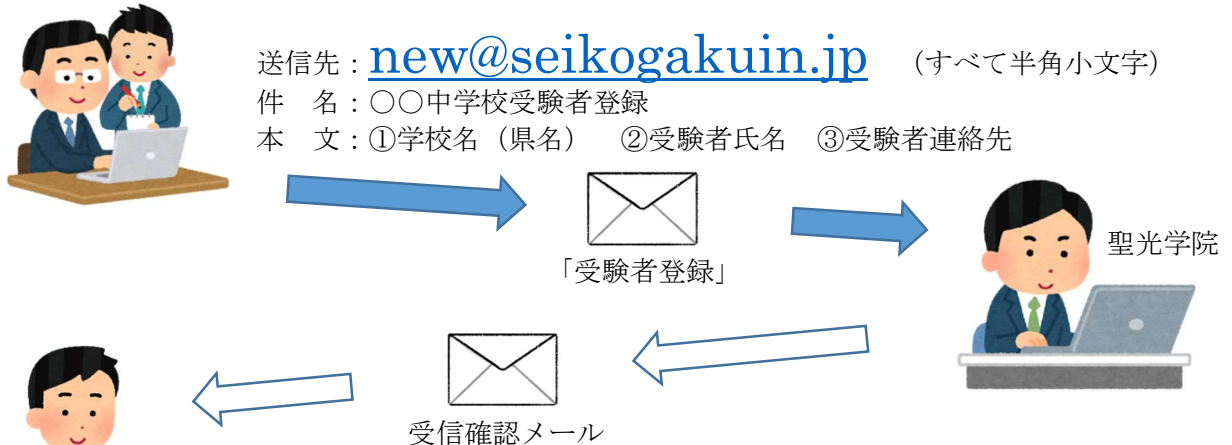 送信先：new@seikogakuin.jp （すべて半角小文字）
件　名：○○中学校受験者登録
本　文：①学校名（県名）　②受験者氏名　③受験者連絡先
聖光学院
「受験者登録」
受信確認メール